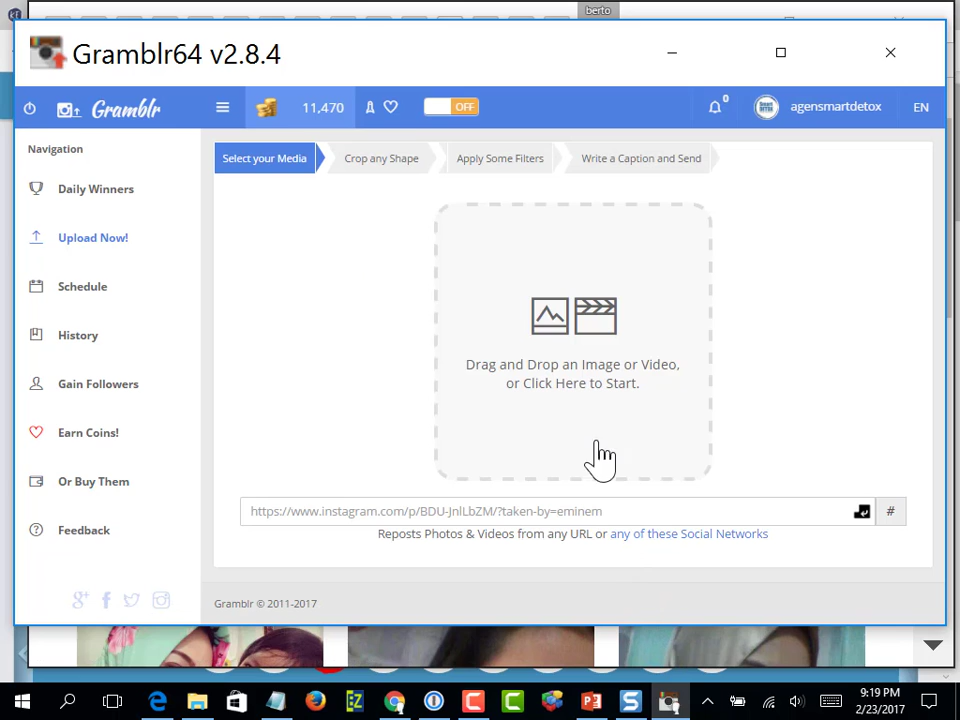 berto
Gramblr64 v2.8.4
Gramblr
11,470
OFF
0
agensmartdetox
EN
Navigation
Daily Winners
Upload Now!
Schedule
History
Gain Followers
Earn Coins!
Or Buy Them
Feedback
Select your Media
Crop any Shape
Apply Some Filters
Write a Caption and Send
Drag and Drop an Image or Video,
or Click Here to Start.
https://www.instagram.com/p/BDU-JnlLbZM/?taken-by=eminem
#
Reposts Photos & Videos from any URL or any of these Social Networks
Gramblr © 2011-2017
9:19 PM
2/23/2017